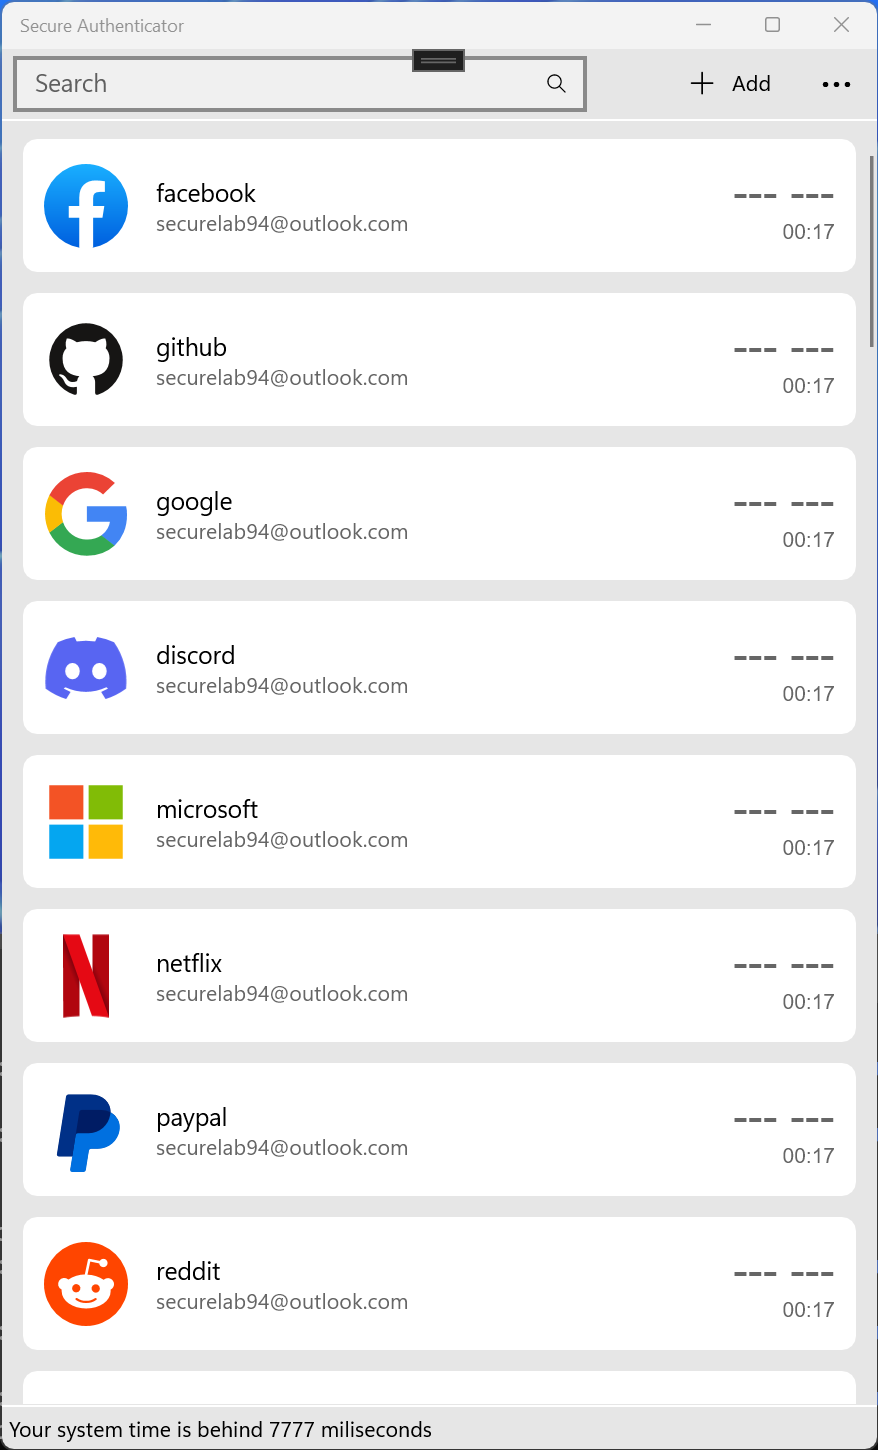 Secure Authenticator
Search
Add
facebook
--- ---
securelab94@outlook.com
00:17
github
--- ---
securelab94@outlook.com
00:17
google
--- ---
securelab94@outlook.com
00:17
discord
--- ---
securelab94@outlook.com
00:17
microsoft
--- ---
securelab94@outlook.com
00:17
netflix
--- ---
securelab94@outlook.com
00:17
paypal
--- ---
securelab94@outlook.com
00:17
reddit
--- ---
securelab94@outlook.com
00:17
Your system time is behind 7777 miliseconds